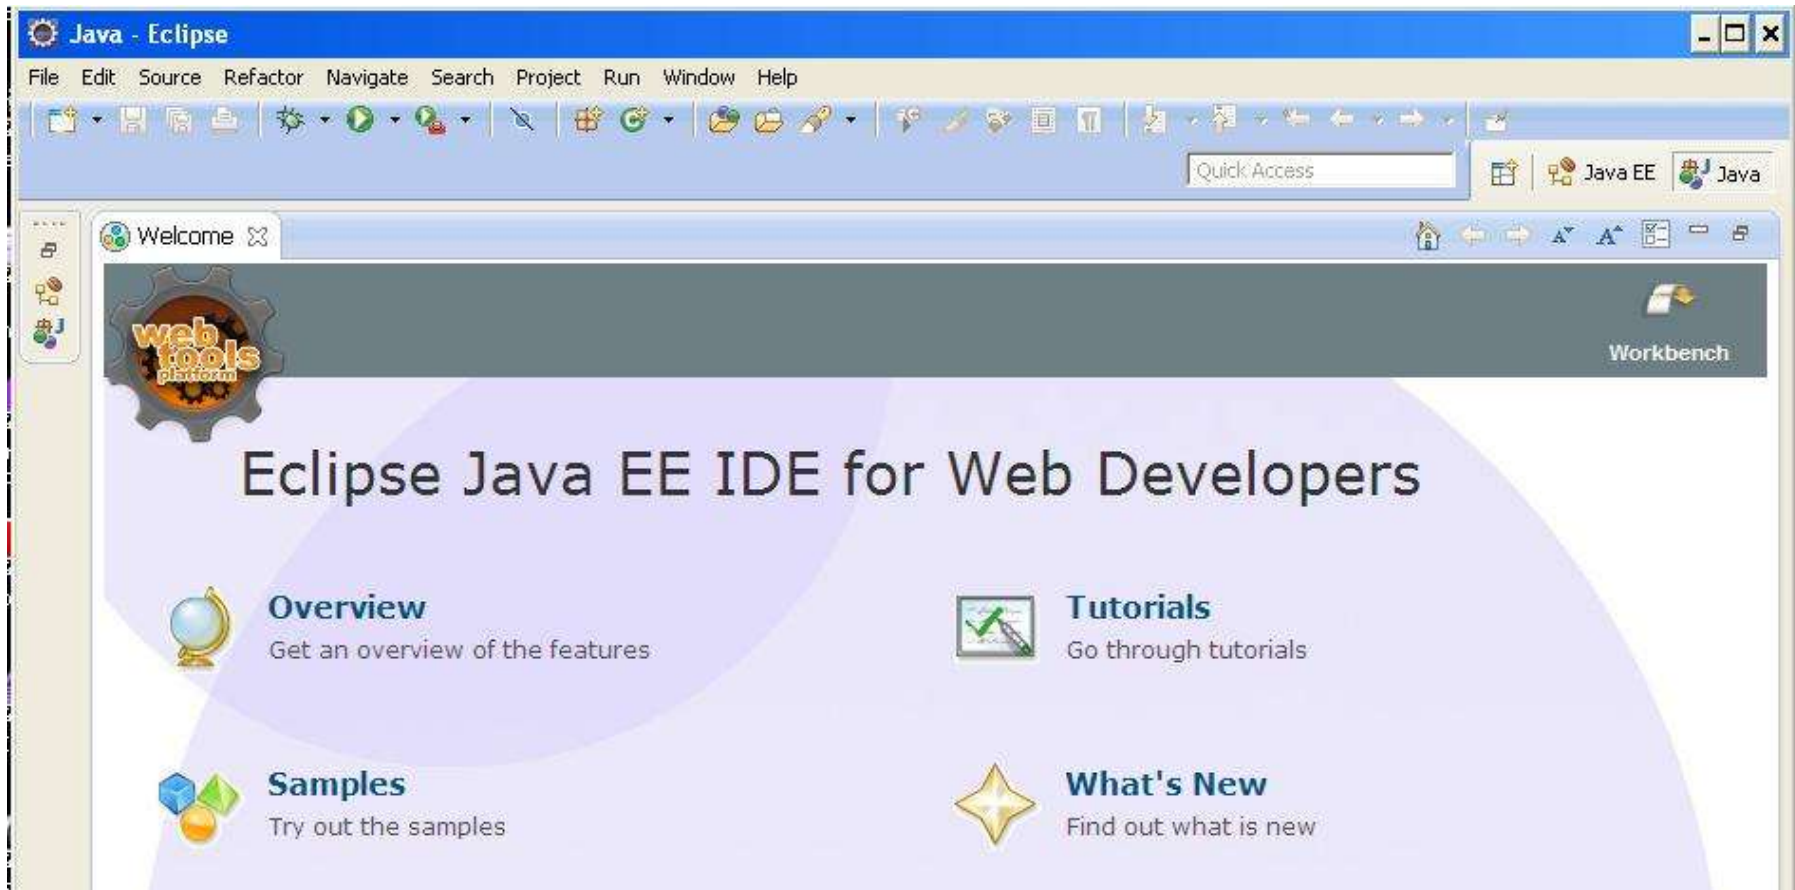 Java - Eclipse
File Edit Source Refactor Navigate Search Project Run Window Help
Quick Access
Java EE
Java
Welcome
web
tools
platform
Workbench
Eclipse Java EE IDE for Web Developers
Overview
Get an overview of the features
Tutorials
Go through tutorials
Samples
Try out the samples
What's New
Find out what is new